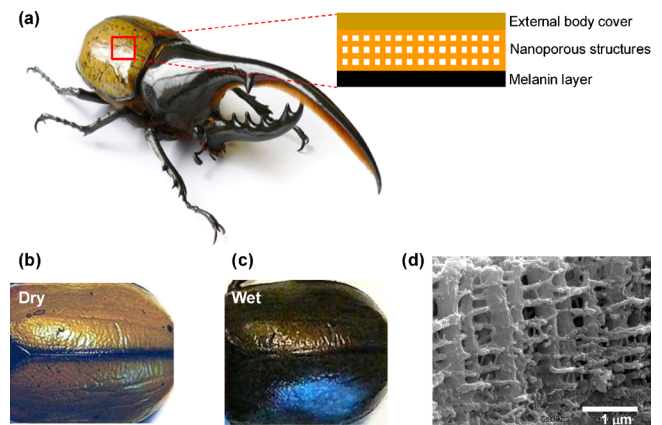 (a)
External body cover
Nanoporous structures
Melanin layer
(b)
Dry
(c)
Wet
(d)
1 μm